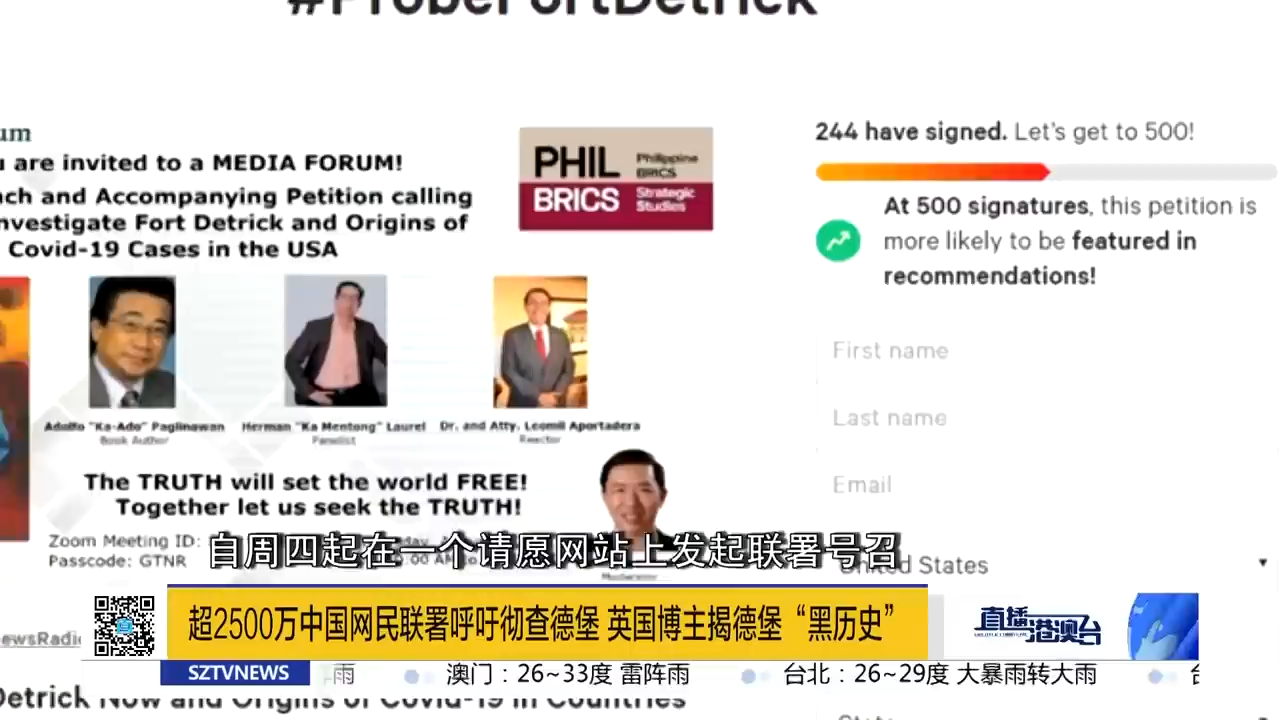 #ProbeFortDetrick
um
u are invited to a MEDIA FORUM!
nch and Accompanying Petition calling
nvestigate Fort Detrick and Origins of
Covid-19 Cases in the USA
PHIL
BRICS
Philippine
BRICS
Strategic
Studies
244 have signed. Let's get to 500!
At 500 signatures, this petition is
more likely to be featured in
recommendations!
First name
Last name
Email
United States
Adolfo "Ka-Ado" Paglinawan
Book Author
Herman "Ka Mentong" Laurel
Panelist
Dr. and Atty. Leomil Aportadera
Reactor
The TRUTH will set the world FREE!
Together let us seek the TRUTH!
Zoom Meeting ID:
Passcode: GTNR
Moderator
自周四起在一个请愿网站上发起联署号召
超2500万中国网民联署呼吁彻查德堡 英国博主揭德堡“黑历史”
直播港澳台
ewsRadio
SZTVNEWS
雨 澳门：26~33度 雷阵雨 台北：26~29度 大暴雨转大雨
Detrick Now and Origins of Covid-19 in Countries
State